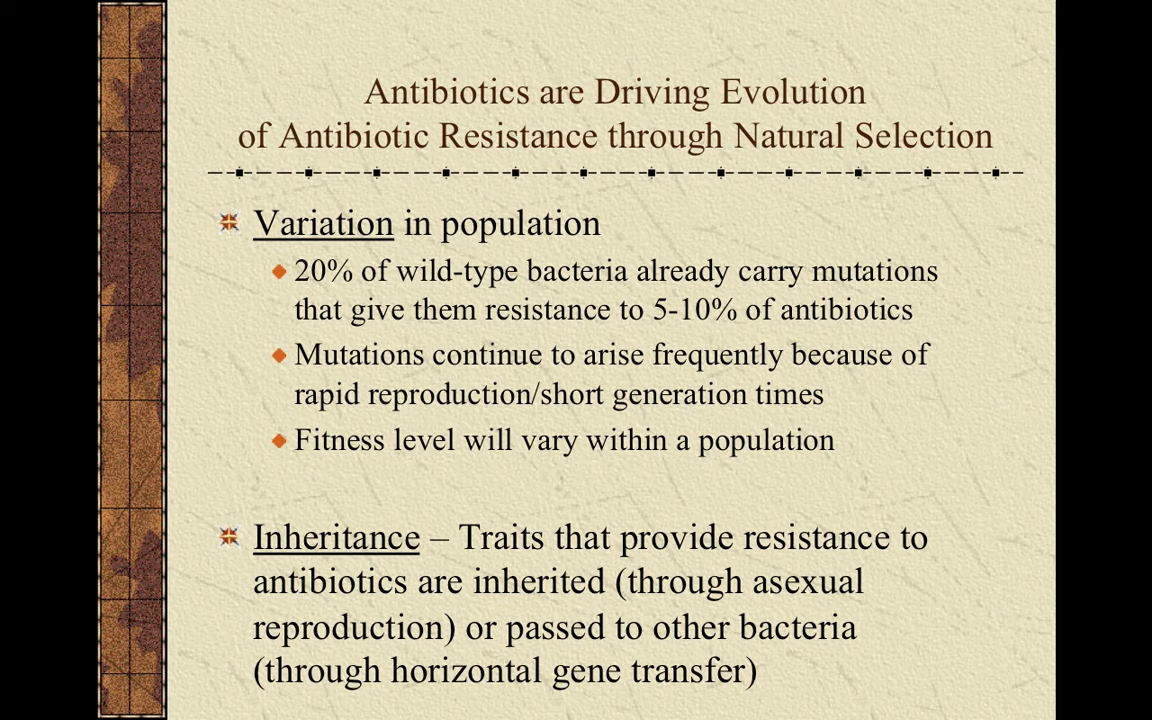 Antibiotics are Driving Evolution
of Antibiotic Resistance through Natural Selection
Variation in population
20% of wild-type bacteria already carry mutations
that give them resistance to 5-10% of antibiotics
Mutations continue to arise frequently because of
rapid reproduction/short generation times
Fitness level will vary within a population
Inheritance – Traits that provide resistance to
antibiotics are inherited (through asexual
reproduction) or passed to other bacteria
(through horizontal gene transfer)